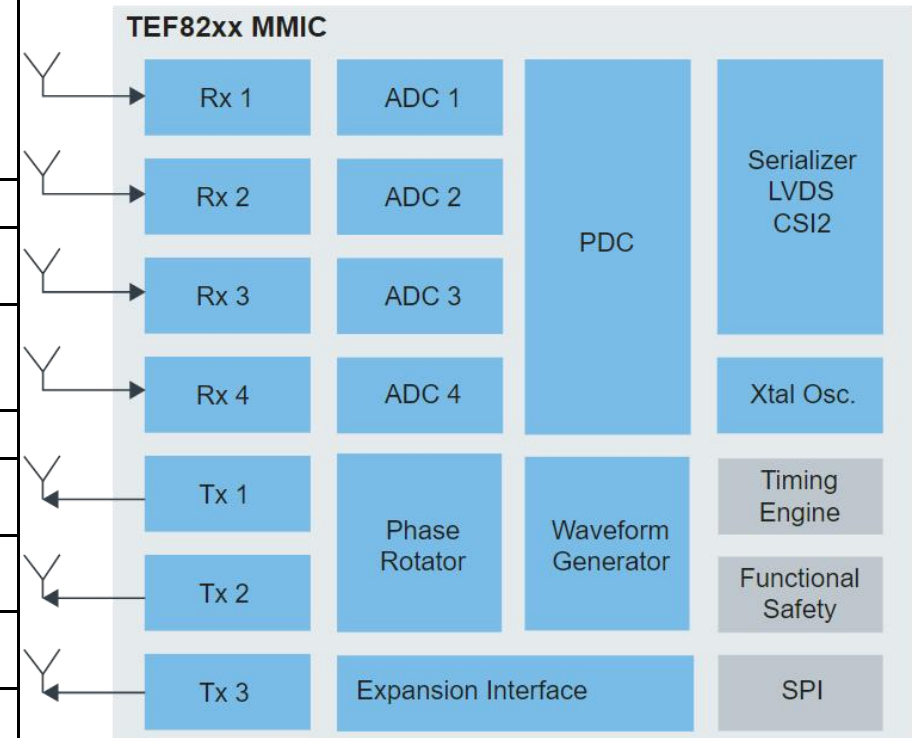 TEF82xx MMIC
Rx 1
ADC 1
Rx 2
ADC 2
Rx 3
ADC 3
Rx 4
ADC 4
PDC
Serializer
LVDS
CSI2
Xtal Osc.
Tx 1
Tx 2
Tx 3
Phase
Rotator
Waveform
Generator
Timing
Engine
Functional
Safety
Expansion Interface
SPI